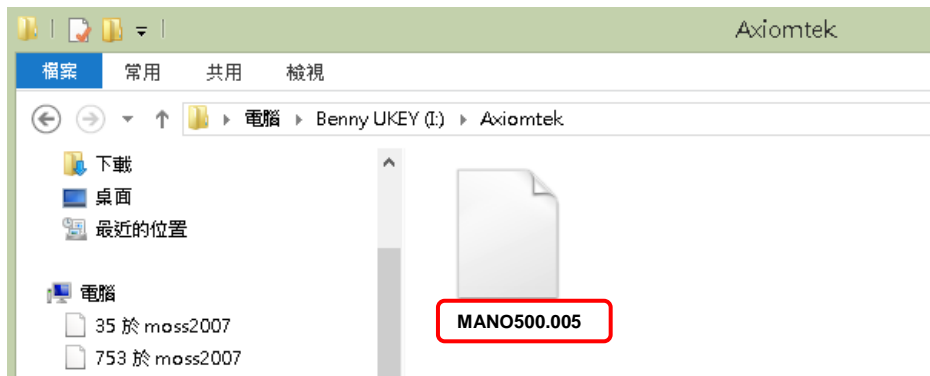 Axiomtek
檔案 常用 共用 檢視
電腦 Benny UKEY (I:) Axiomtek
下載
桌面
最近的位置
電腦
35 於 moss2007
753 於 moss2007
MANO500.005